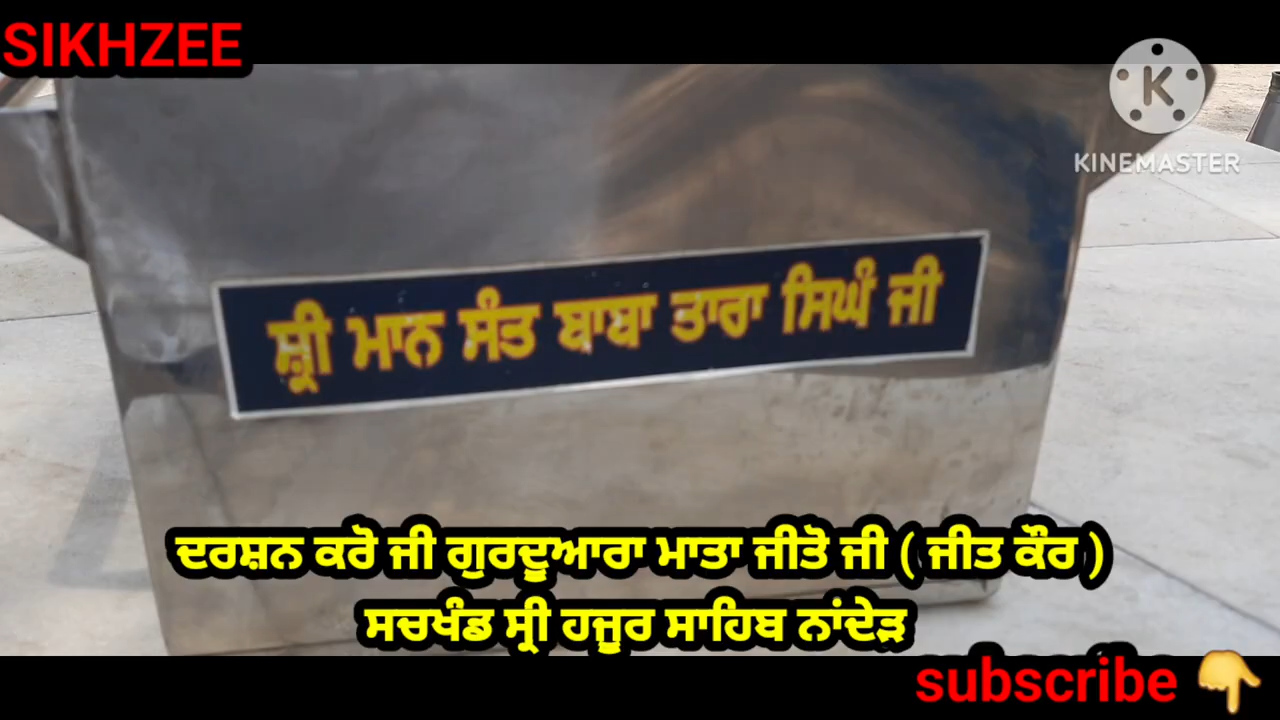 SIKHZEE
K
KINEMASTER
ਸ਼੍ਰੀ ਮਾਨ ਸੰਤ ਬਾਬਾ ਤਾਰਾ ਸਿਘੰ ਜੀ
ਦਰਸ਼ਨ ਕਰੋ ਜੀ ਗੁਰਦੂਆਰਾ ਮਾਤਾ ਜੀਤੋ ਜੀ ( ਜੀਤ ਕੌਰ )
ਸਚਖੰਡ ਸ੍ਰੀ ਹਜ਼ੂਰ ਸਾਹਿਬ ਨਾਂਦੇੜ
subscribe 👇